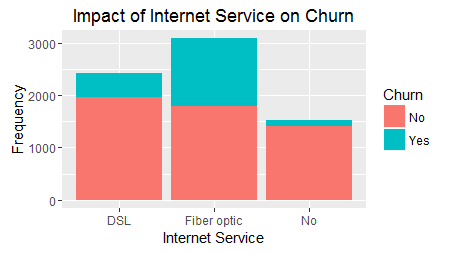 Impact of Internet Service on Churn
Frequency
3000
2000
1000
0
DSL
Fiber optic
No
Internet Service
Churn
No
Yes